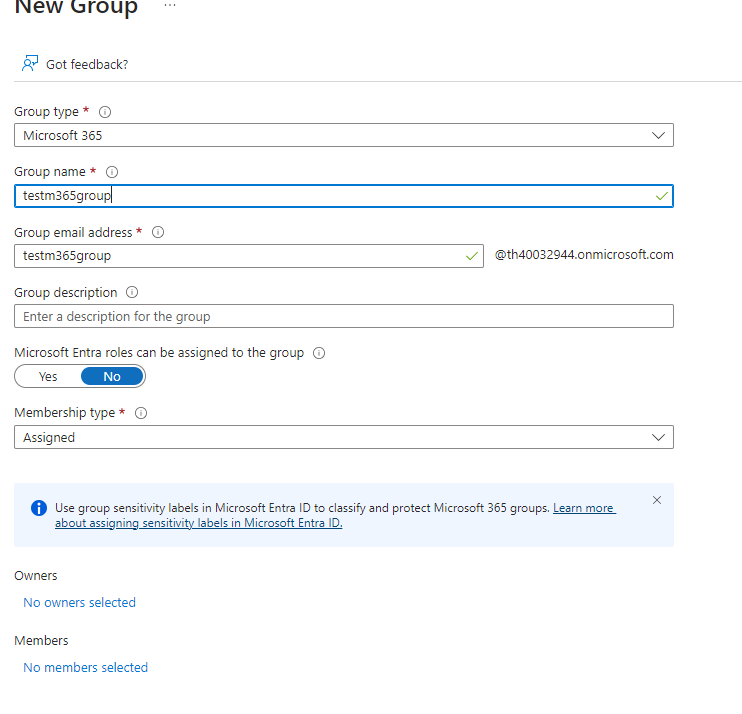 New Group ...
Got feedback?
Group type *
Microsoft 365
Group name *
testm365group
Group email address *
testm365group @th40032944.onmicrosoft.com
Group description
Enter a description for the group
Microsoft Entra roles can be assigned to the group
Yes No
Membership type *
Assigned
Use group sensitivity labels in Microsoft Entra ID to classify and protect Microsoft 365 groups. Learn more
about assigning sensitivity labels in Microsoft Entra ID.
Owners
No owners selected
Members
No members selected